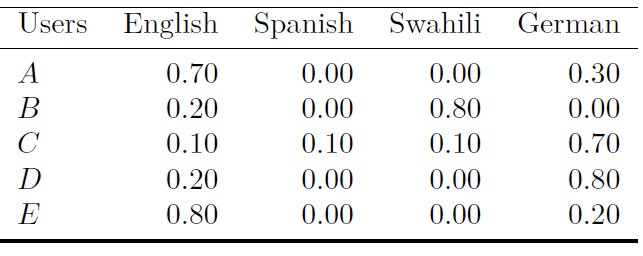 Users English Spanish Swahili German
A 0.70 0.00 0.00 0.30
B 0.20 0.00 0.80 0.00
C 0.10 0.10 0.10 0.70
D 0.20 0.00 0.00 0.80
E 0.80 0.00 0.00 0.20